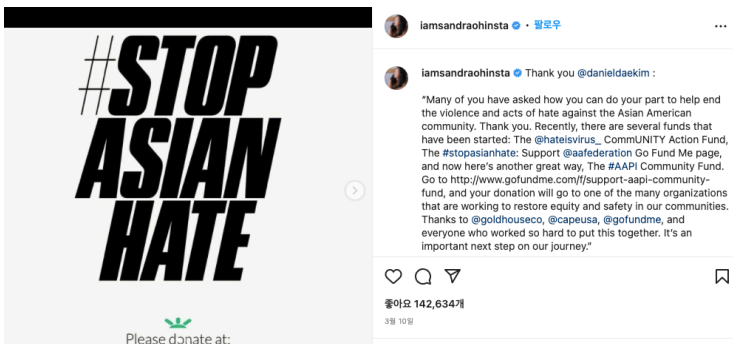 #STOP
ASIAN
HATE
Please donate at:
iamsandraohinsta • 팔로우
iamsandraohinsta Thank you @danieldaekim :
"Many of you have asked how you can do your part to help end
the violence and acts of hate against the Asian American
community. Thank you. Recently, there are several funds that
have been started: The @hateisvirus_ CommUNITY Action Fund,
The #stopasianhate: Support @aafederation Go Fund Me page,
and now here's another great way, The #AAPI Community Fund.
Go to http://www.gofundme.com/f/support-aapi-community-
fund, and your donation will go to one of the many organizations
that are working to restore equity and safety in our communities.
Thanks to @goldhouseco, @capeusa, @gofundme, and
everyone who worked so hard to put this together. It's an
important next step on our journey."
좋아요 142,634개
3월 10일